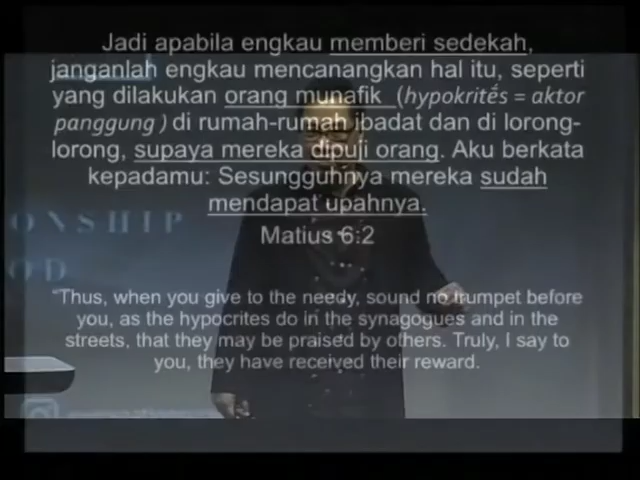 Jadi apabila engkau memberi sedekah,
janganlah engkau mencanangkan hal itu, seperti
yang dilakukan orang munafik (hypokritḗs = aktor
panggung ) di rumah-rumah ibadat dan di lorong-
lorong, supaya mereka dipuji orang. Aku berkata
kepadamu: Sesungguhnya mereka sudah
mendapat upahnya.
Matius 6:2
ONSHIP
OD
“Thus, when you give to the needy, sound no trumpet before
you, as the hypocrites do in the synagogues and in the
streets, that they may be praised by others. Truly, I say to
you, they have received their reward.